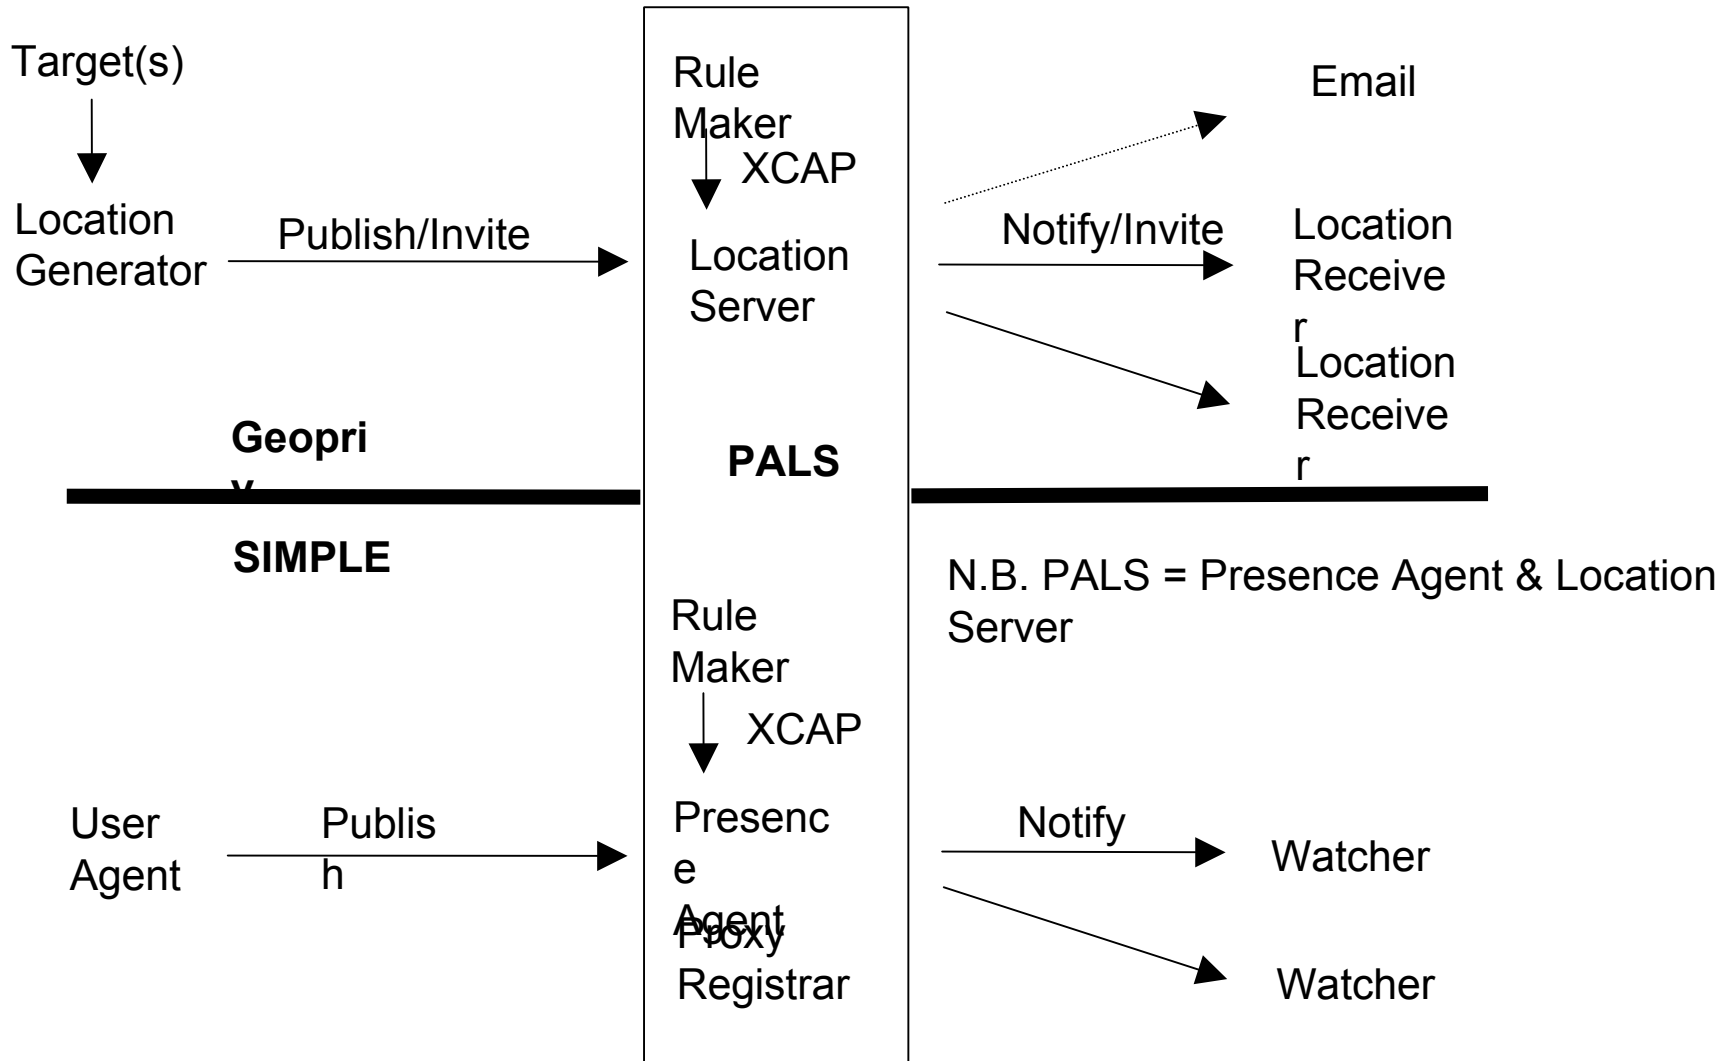 Target(s)
Location
Generator
Publish/Invite
Rule
Maker
XCAP
Location
Server
Email
Notify/Invite
Location
Receive
r
Location
Receive
r
Geopri
v
PALS
SIMPLE
N.B. PALS = Presence Agent & Location
Server
Rule
Maker
XCAP
User
Agent
Publis
h
Presenc
e
Agent
Proxy
Registrar
Notify
Watcher
Watcher